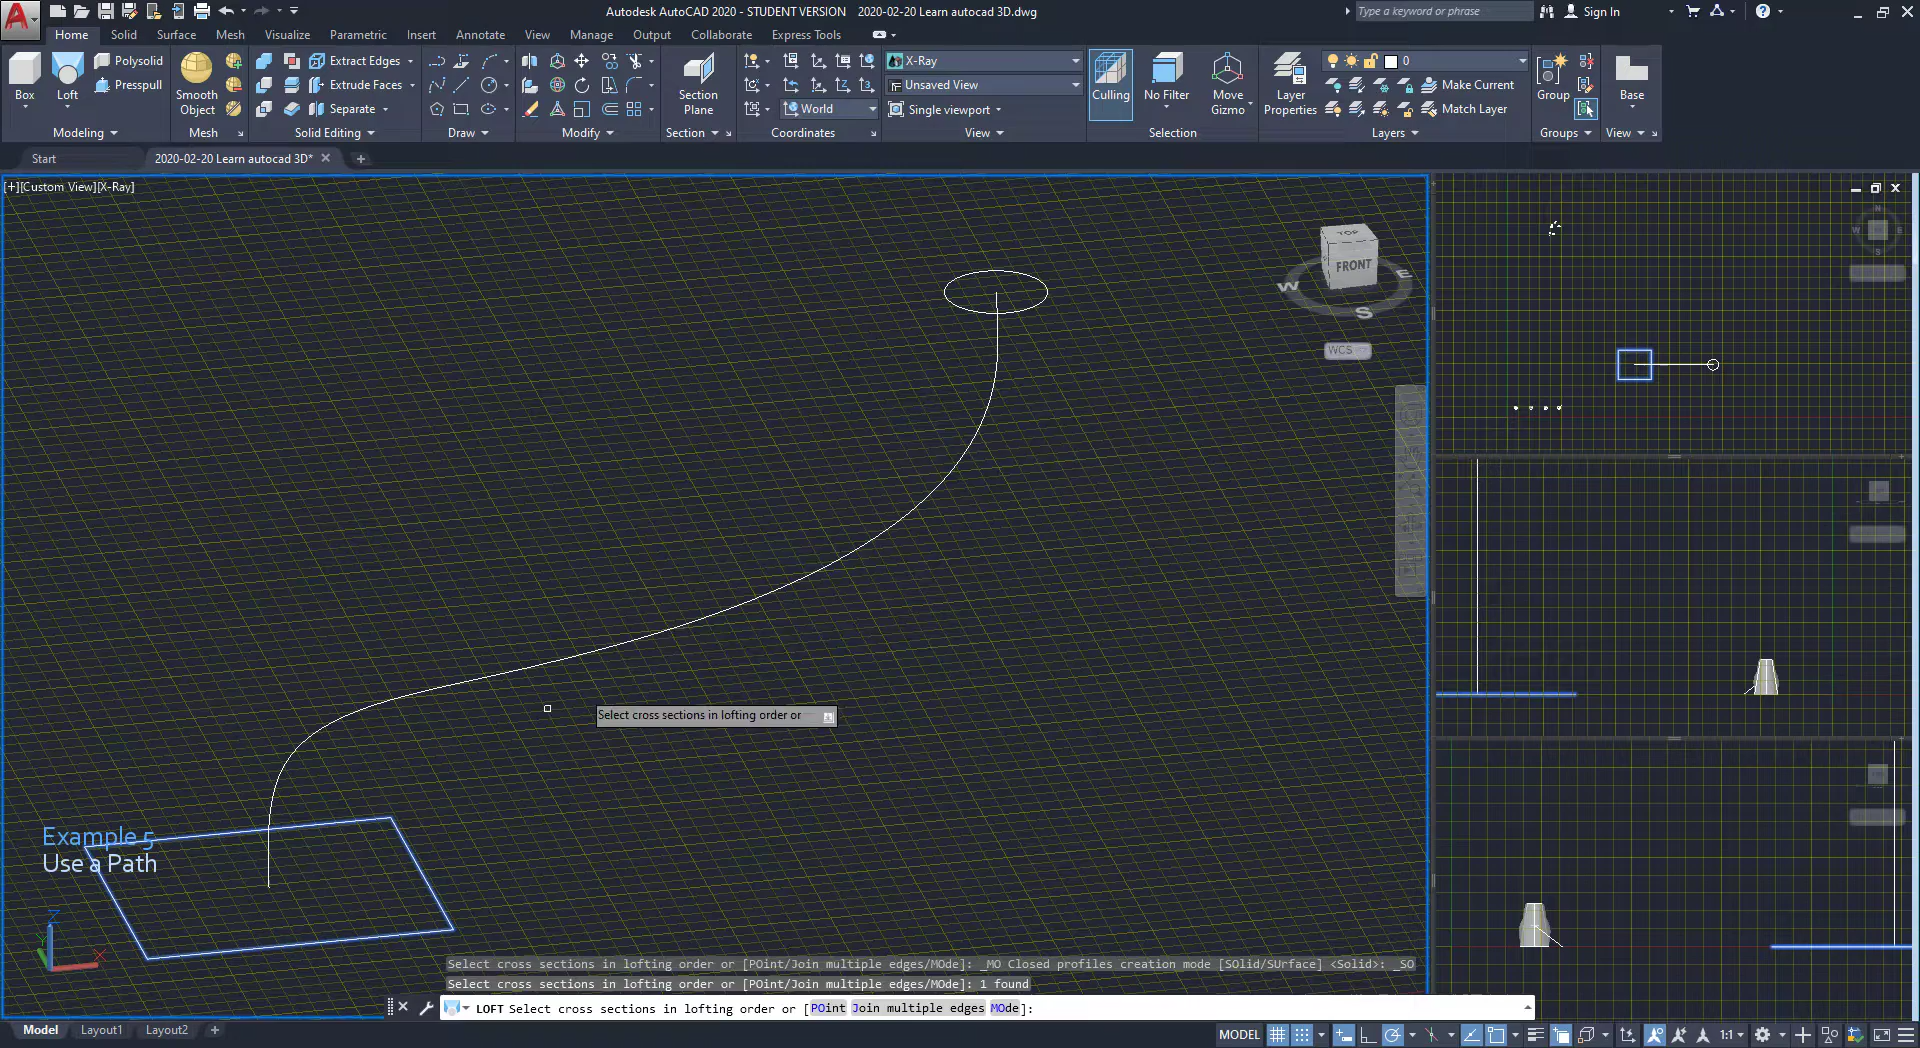 Autodesk AutoCAD 2020 - STUDENT VERSION 2020-02-20 Learn autocad 3D.dwg
Type a keyword or phrase
Sign In
Home Solid Surface Mesh Visualize Parametric Insert Annotate View Manage Output Collaborate Express Tools
Box
Loft
Polysolid
Presspull
Modeling
Smooth Object
Mesh
Extract Edges
Extrude Faces
Separate
Solid Editing
Draw
Modify
Section Plane
Section
World
Coordinates
X-Ray
Unsaved View
Single viewport
View
Culling
No Filter
Move Gizmo
Selection
Layer Properties
0
Make Current
Match Layer
Layers
Group
Groups
Base
View
Start
2020-02-20 Learn autocad 3D*
[+][Custom View][X-Ray]
TOP
FRONT
W
E
S
WCS
N
W
E
S
Select cross sections in lofting order or
Example 5
Use a Path
Z
X
Select cross sections in lofting order or [POint/Join multiple edges/MOde]: _MO Closed profiles creation mode [SOlid/SUrface] <Solid>: _SO
Select cross sections in lofting order or [POint/Join multiple edges/MOde]: 1 found
LOFT Select cross sections in lofting order or [POint Join multiple edges MOde]:
Model Layout1 Layout2
MODEL
1:1